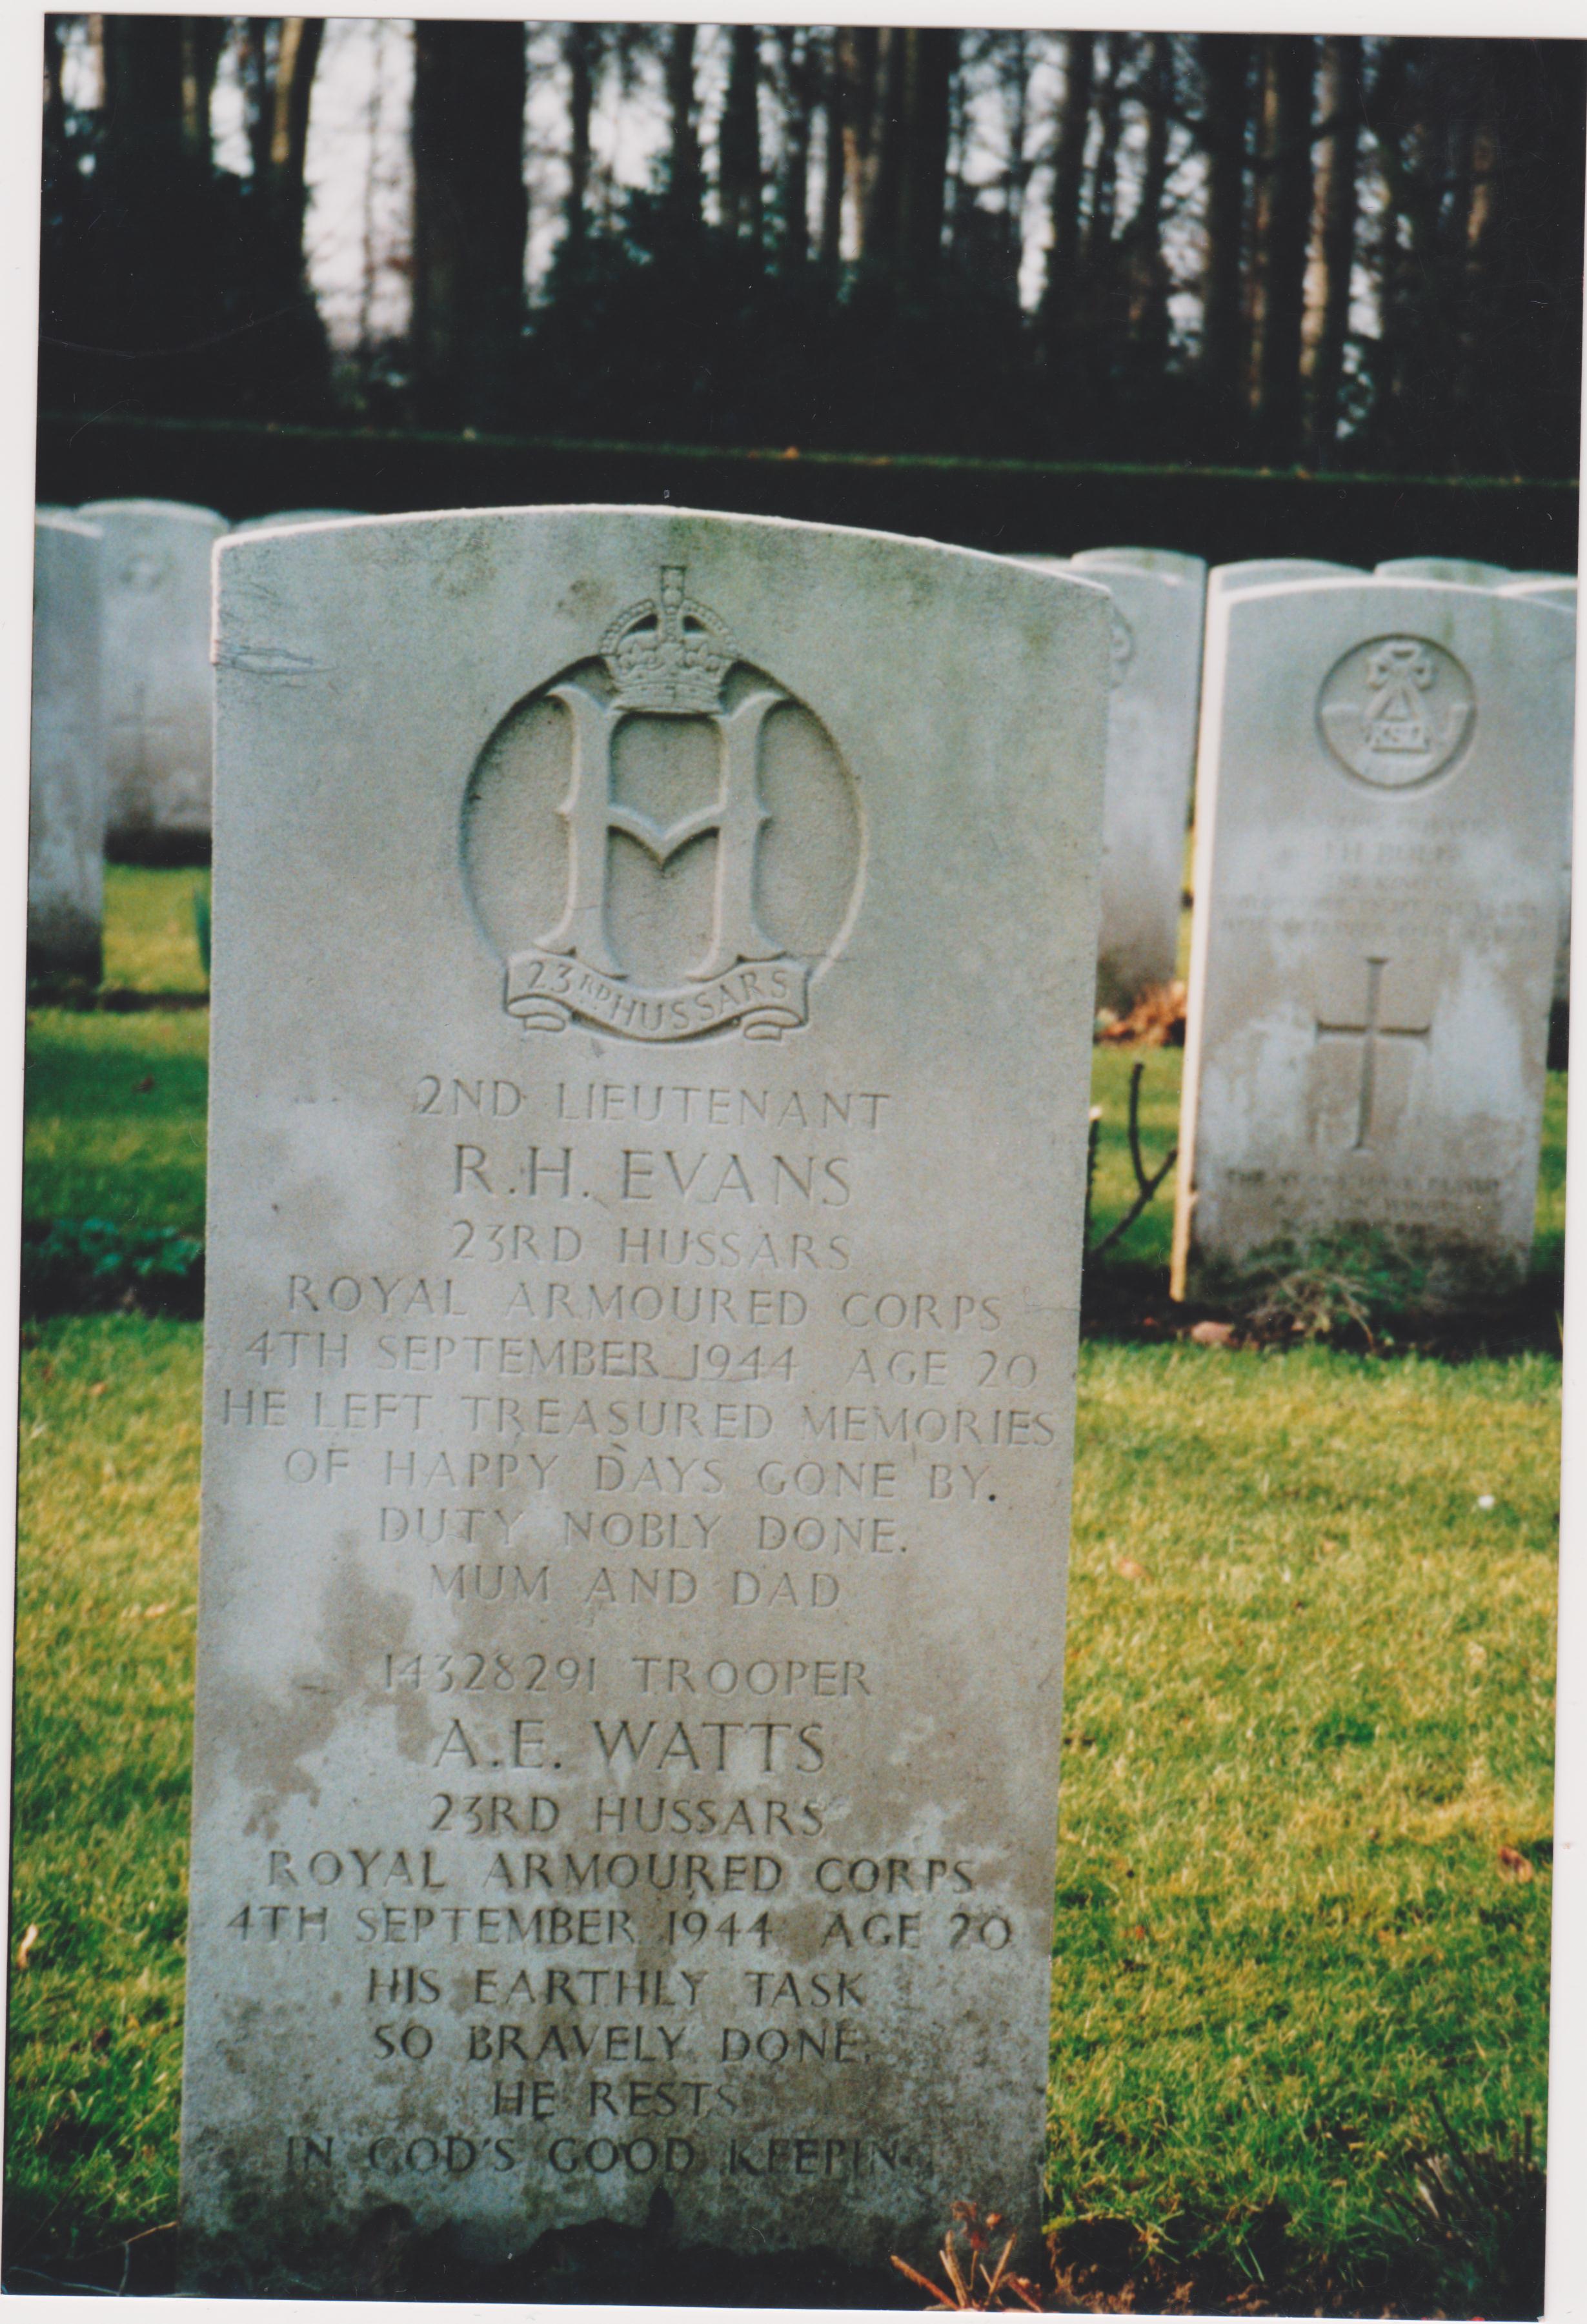 23RD HUSSARS
2ND LIEUTENANT
R.H. EVANS
23RD HUSSARS
ROYAL ARMOURED CORPS
4TH SEPTEMBER 1944 AGE 20
HE LEFT TREASURED MEMORIES
OF HAPPY DAYS GONE BY.
DUTY NOBLY DONE.
MUM AND DAD
14328291 TROOPER
A.E. WATTS
23RD HUSSARS
ROYAL ARMOURED CORPS
4TH SEPTEMBER 1944 AGE 20
HIS EARTHLY TASK
SO BRAVELY DONE,
HE RESTS
IN GOD'S GOOD KEEPING
KSLI